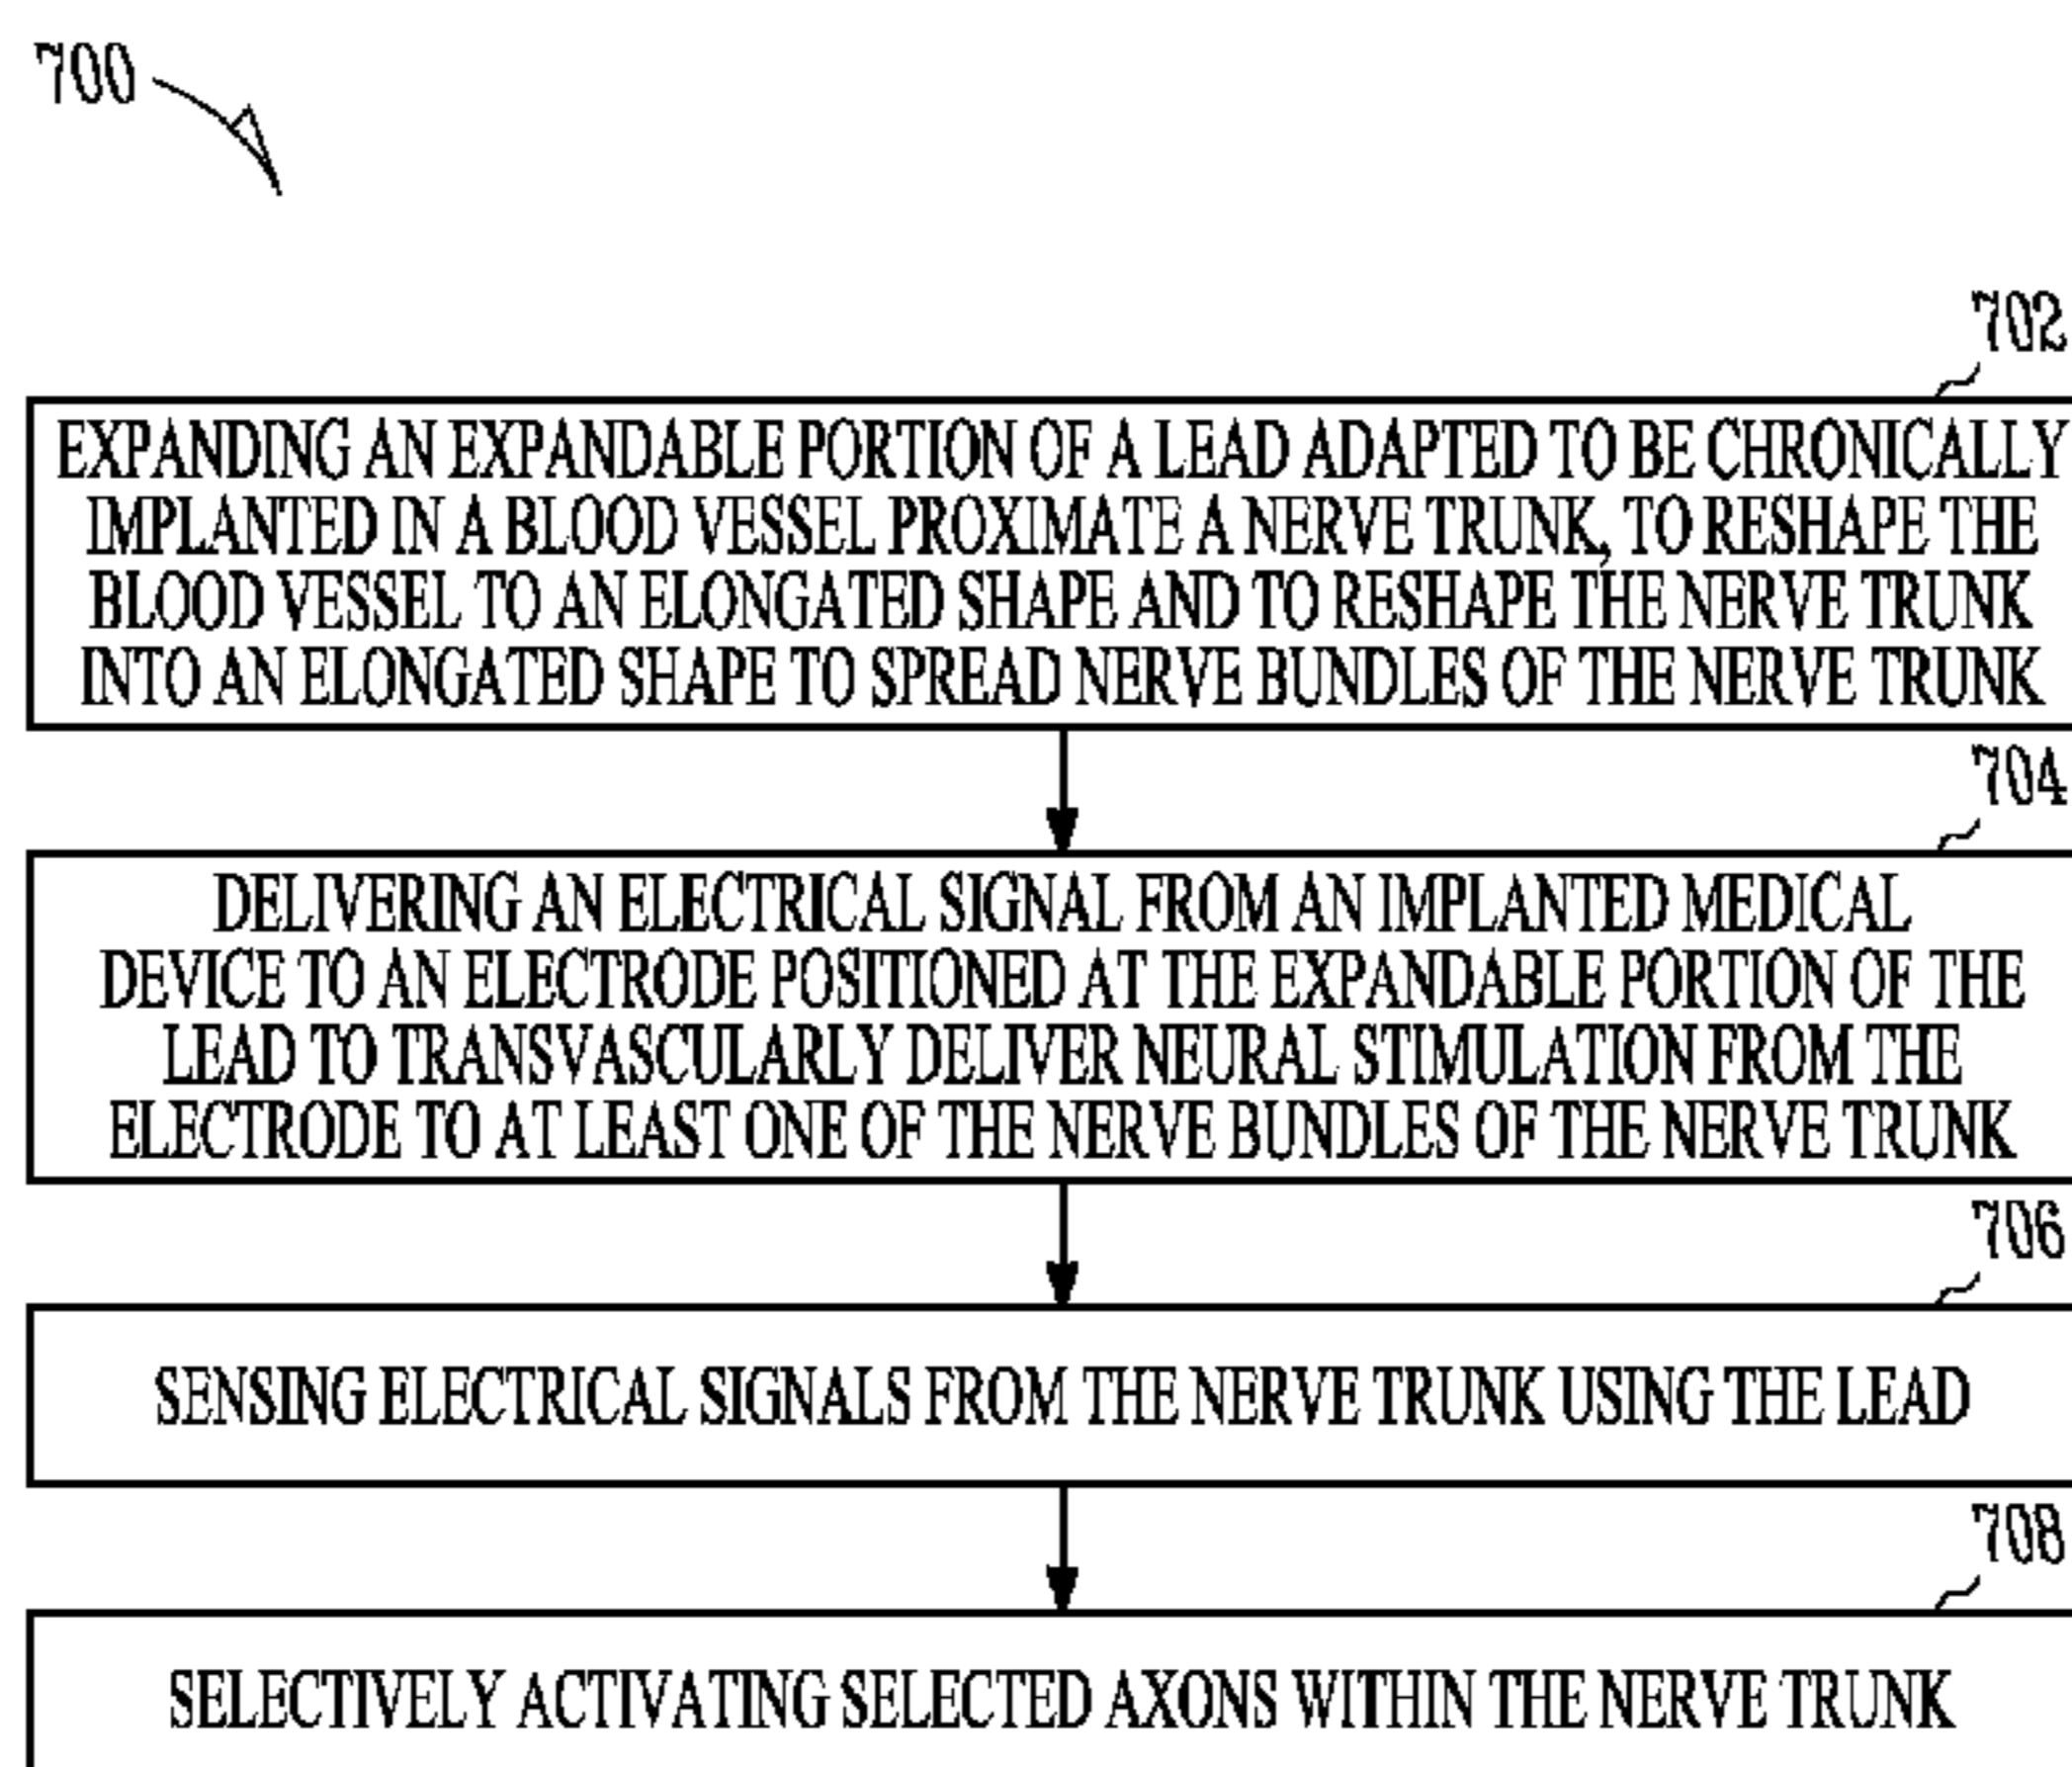 700
702
EXPANDING AN EXPANDABLE PORTION OF A LEAD ADAPTED TO BE CHRONICALLY
IMPLANTED IN A BLOOD VESSEL PROXIMATE A NERVE TRUNK, TO RESHAPE THE
BLOOD VESSEL TO AN ELONGATED SHAPE AND TO RESHAPE THE NERVE TRUNK
INTO AN ELONGATED SHAPE TO SPREAD NERVE BUNDLES OF THE NERVE TRUNK
704
DELIVERING AN ELECTRICAL SIGNAL FROM AN IMPLANTED MEDICAL
DEVICE TO AN ELECTRODE POSITIONED AT THE EXPANDABLE PORTION OF THE
LEAD TO TRANSVASCULARLY DELIVER NEURAL STIMULATION FROM THE
ELECTRODE TO AT LEAST ONE OF THE NERVE BUNDLES OF THE NERVE TRUNK
706
SENSING ELECTRICAL SIGNALS FROM THE NERVE TRUNK USING THE LEAD
708
SELECTIVELY ACTIVATING SELECTED AXONS WITHIN THE NERVE TRUNK